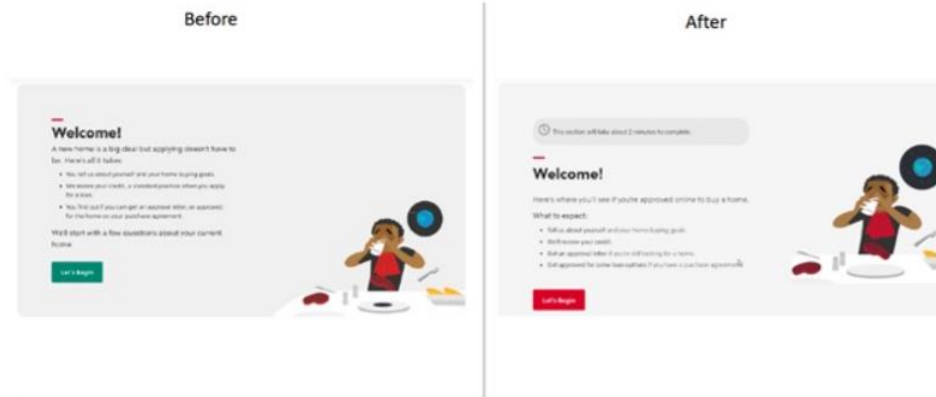 Before
After
Welcome!
A new home is a big deal but applying doesn't have to
be. Here's all it takes:
• You tell us about yourself and your home buying goals.
• We review your credit, a standard practice when you apply
for a loan.
• You find out if you can get an approval letter, or approved
for the home on your purchase agreement.
We'll start with a few questions about your current
home.
Let's Begin
This section will take about 2 minutes to complete.
Welcome!
Here's where you'll see if you're approved online to buy a home.
What to expect:
• Tell us about yourself and your home buying goals.
• We'll review your credit.
• Get an approval letter if you're still looking for a home.
• Get approved for some loan options if you have a purchase agreement.
Let's Begin